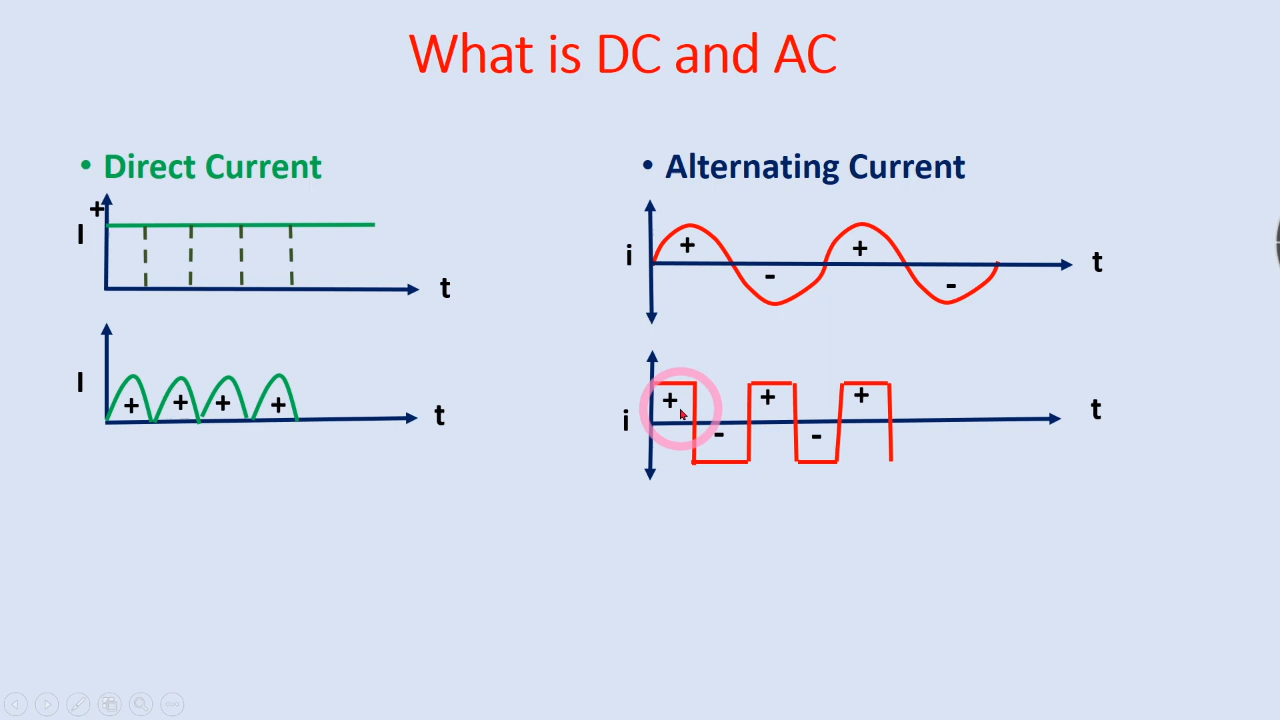 What is DC and AC
• Direct Current
+
I
t
I
+ + + +
t
• Alternating Current
i
+ - + -
t
i
+ - + - +
t